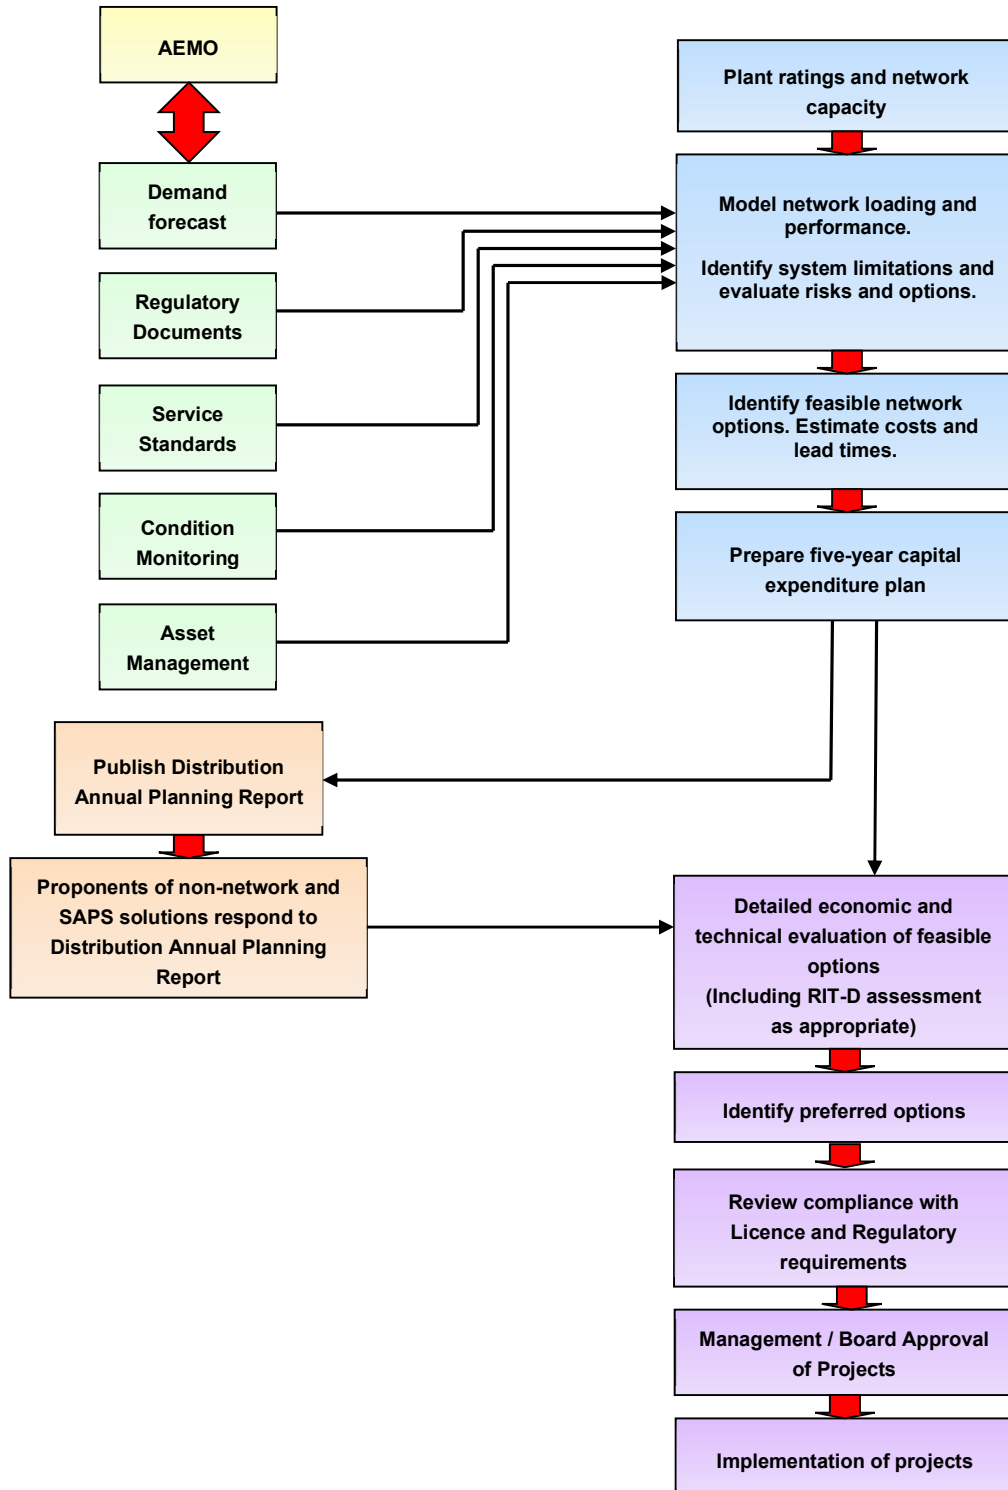 AEMO
Plant ratings and network
capacity
Demand
forecast
Model network loading and
performance.
Identify system limitations and
evaluate risks and options.
Regulatory
Documents
Service
Standards
Identify feasible network
options. Estimate costs and
lead times.
Condition
Monitoring
Prepare five-year capital
expenditure plan
Asset
Management
Publish Distribution
Annual Planning Report
Proponents of non-network and
SAPS solutions respond to
Distribution Annual Planning
Report
Detailed economic and
technical evaluation of feasible
options
(Including RIT-D assessment
as appropriate)
Identify preferred options
Review compliance with
Licence and Regulatory
requirements
Management / Board Approval
of Projects
Implementation of projects